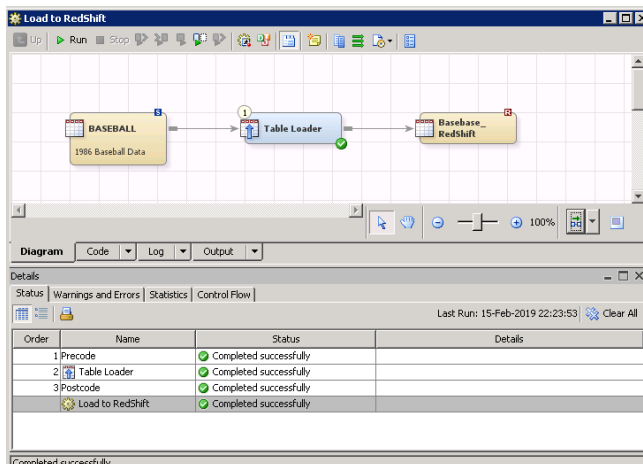 Load to RedShift
Up Run Stop
S
1
R
BASEBALL
1986 Baseball Data
Table Loader
Basebase_
RedShift
100%
Diagram Code Log Output
Details
Status Warnings and Errors Statistics Control Flow
Last Run: 15-Feb-2019 22:23:53 Clear All
Order Name Status Details
1 Precode Completed successfully
2 Table Loader Completed successfully
3 Postcode Completed successfully
Load to RedShift Completed successfully
Completed successfully